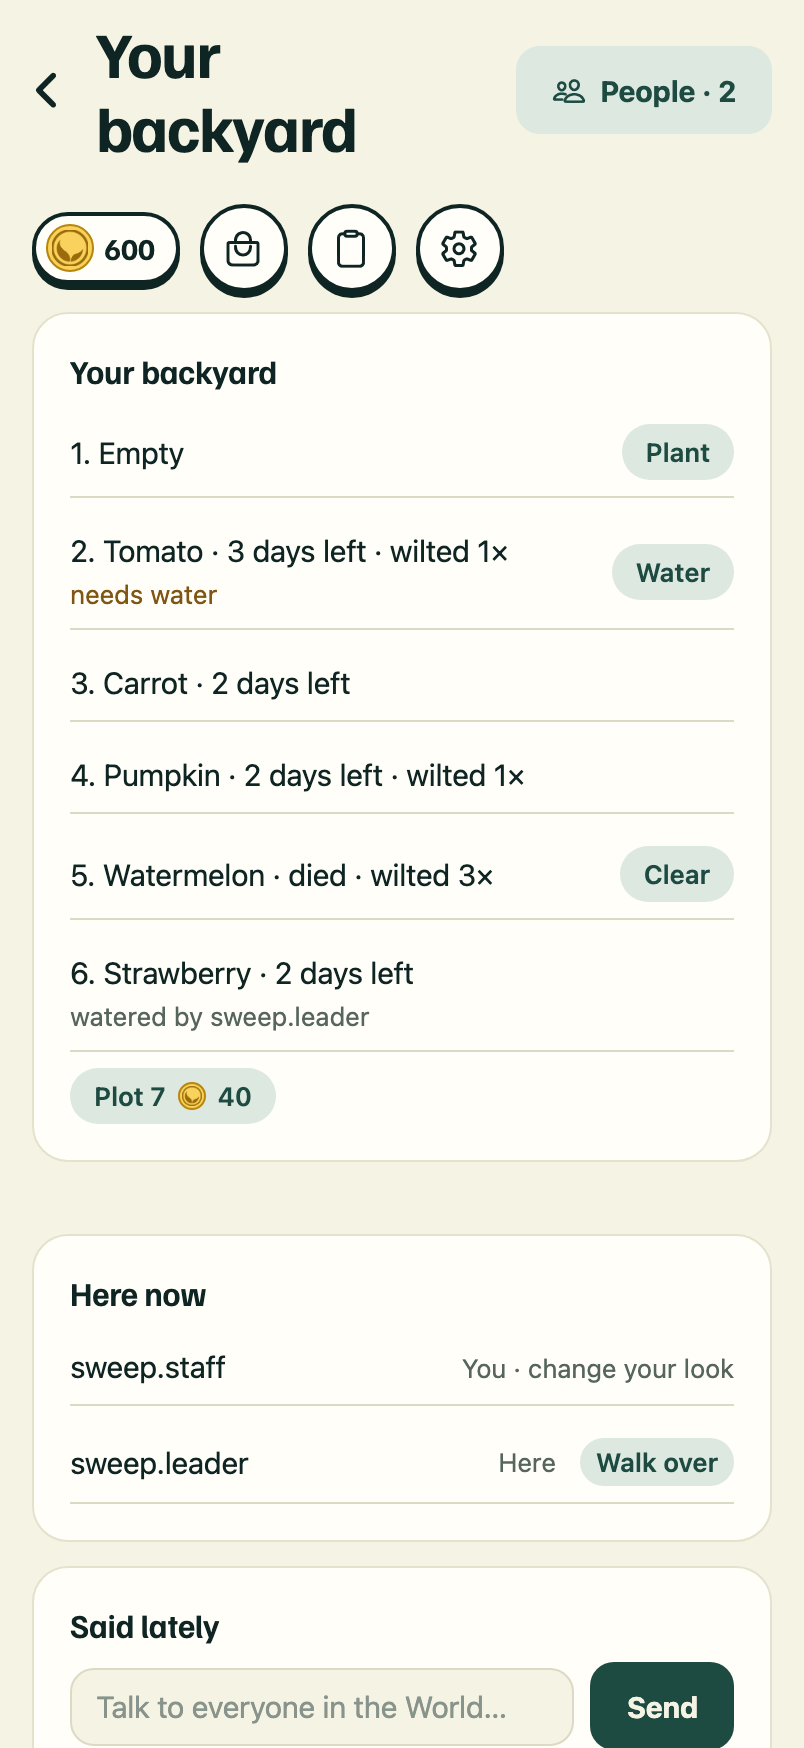 Your
backyard
People · 2
600
Your backyard
1. Empty
Plant
2. Tomato · 3 days left · wilted 1×
needs water
Water
3. Carrot · 2 days left
4. Pumpkin · 2 days left · wilted 1×
5. Watermelon · died · wilted 3×
Clear
6. Strawberry · 2 days left
watered by sweep.leader
Plot 7 40
Here now
sweep.staff
You · change your look
sweep.leader
Here
Walk over
Said lately
Talk to everyone in the World...
Send